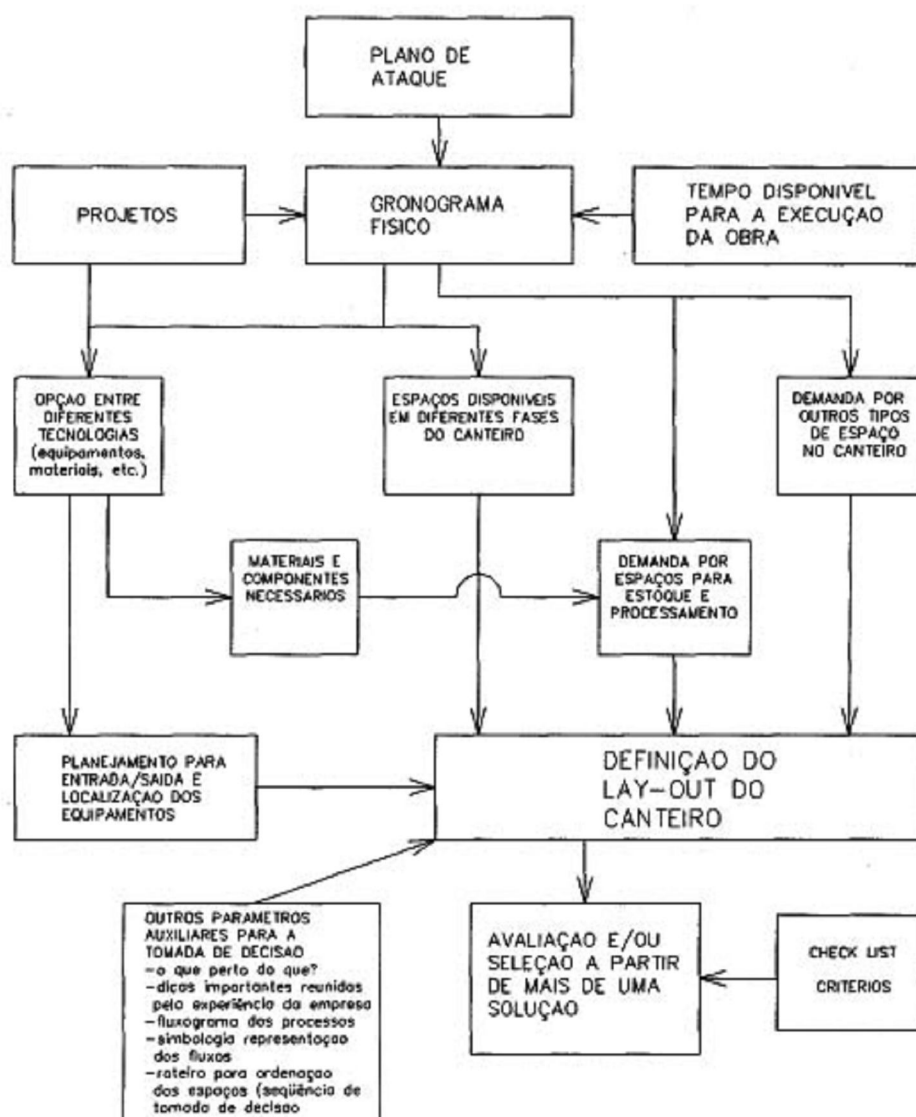 PLANO DE
ATAQUE
PROJETOS
GRONOGRAMA
FISICO
TEMPO DISPONIVEL
PARA A EXECUÇÃO
DA OBRA
OPÇAO ENTRE
DIFERENTES
TECNOLOGIAS
(equipamentos,
materiais, etc.)
ESPAÇOS DISPONIVEIS
EM DIFERENTES FASES
DO CANTEIRO
DEMANDA POR
OUTROS TIPOS
DE ESPAÇO
NO CANTEIRO
MATERIAIS E
COMPONENTES
NECESSARIOS
DEMANDA POR
ESPAÇOS PARA
ESTOQUE E
PROCESSAMENTO
PLANEJAMENTO PARA
ENTRADA/SAIDA E
LOCALIZAÇÃO DOS
EQUIPAMENTOS
DEFINIÇAO DO
LAY-OUT DO
CANTEIRO
OUTROS PARAMETROS
AUXILIARES PARA A
TOMADA DE DECISAO
-o que perto do que?
-dicas importantes reunidos
pela experiência da empresa
-fluxograma dos processos
-simbologia representaçao
dos fluxos
-roteiro para ordenaçao
dos espaços (seqüência de
tomada de decisao
AVALIAÇAO E/OU
SELEÇAO A PARTIR
DE MAIS DE UMA
SOLUÇAO
CHECK LIST
CRITERIOS